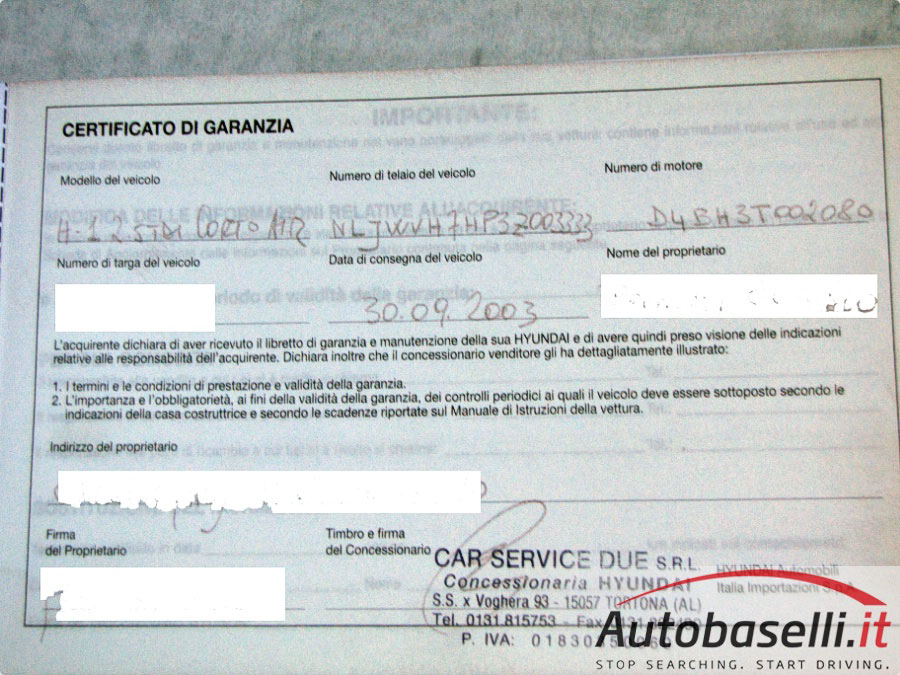 CERTIFICATO DI GARANZIA
IMPORTANTE:
Modello del veicolo
Numero di telaio del veicolo
Numero di motore
H-1 2.5TDI CORTO NLJWVH7HP3Z003333 D4BH3T002080
Numero di targa del veicolo
Data di consegna del veicolo
Nome del proprietario
30.09.2003
L'acquirente dichiara di aver ricevuto il libretto di garanzia e manutenzione della sua HYUNDAI e di avere quindi preso visione delle indicazioni
relative alle responsabilità dell'acquirente. Dichiara inoltre che il concessionario venditore gli ha dettagliatamente illustrato:
1. I termini e le condizioni di prestazione e validità della garanzia.
2. L'importanza e l'obbligatorietà, ai fini della validità della garanzia, dei controlli periodici ai quali il veicolo deve essere sottoposto secondo le
indicazioni della casa costruttrice e secondo le scadenze riportate sul Manuale di Istruzioni della vettura.
Indirizzo del proprietario
Firma
del Proprietario
Timbro e firma
del Concessionario
CAR SERVICE DUE S.R.L.
Concessionaria HYUNDAI
S.S. x Voghera 93 - 15057 TORTONA (AL)
Tel. 0131.815753 - Fax
P. IVA:
HYUNDAI Automobili
Italia Importazioni S.p.A.
Autobaselli.it
STOP SEARCHING. START DRIVING.